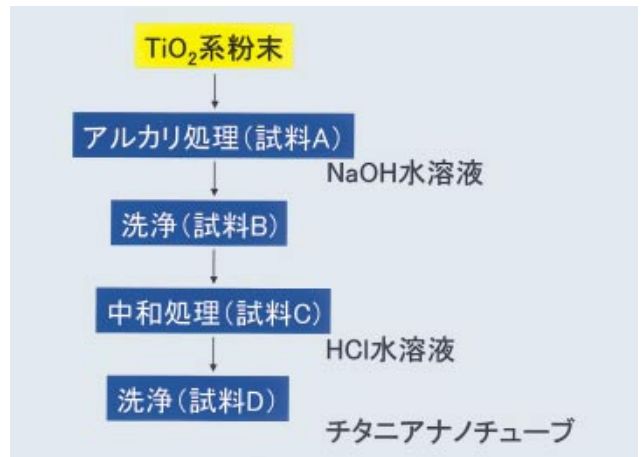 TiO₂系粉末
アルカリ処理(試料A)
NaOH水溶液
洗浄(試料B)
中和処理(試料C)
HCl水溶液
洗浄(試料D)
チタニアナノチューブ